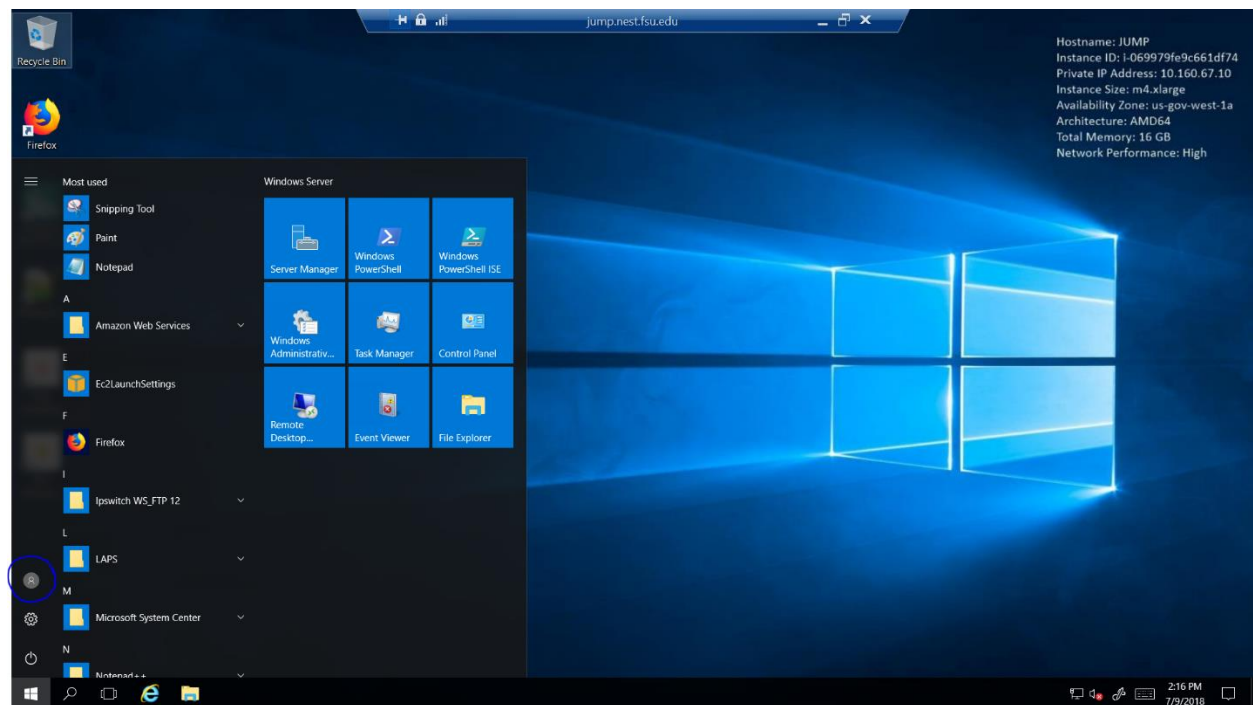 jump.nest.fsu.edu
Recycle Bin
Firefox
Hostname: JUMP
Instance ID: i-069979fe9c661df74
Private IP Address: 10.160.67.10
Instance Size: m4.xlarge
Availability Zone: us-gov-west-1a
Architecture: AMD64
Total Memory: 16 GB
Network Performance: High
Most used
Snipping Tool
Paint
Notepad
A
Amazon Web Services
E
Ec2LaunchSettings
F
Firefox
I
Ipswitch WS_FTP 12
L
LAPS
M
Microsoft System Center
N
Notepad++
Windows Server
Server Manager
Windows
PowerShell
Windows
PowerShell ISE
Windows
Administrativ...
Task Manager
Control Panel
Remote
Desktop...
Event Viewer
File Explorer
2:16 PM
7/9/2018